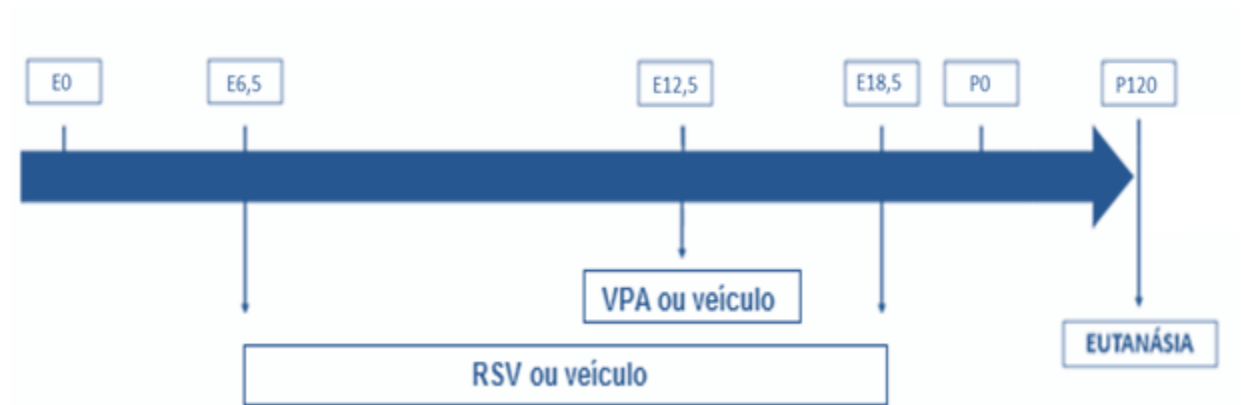 E0
E6,5
E12,5
E18,5
P0
P120
VPA ou veículo
EUTANÁSIA
RSV ou veículo